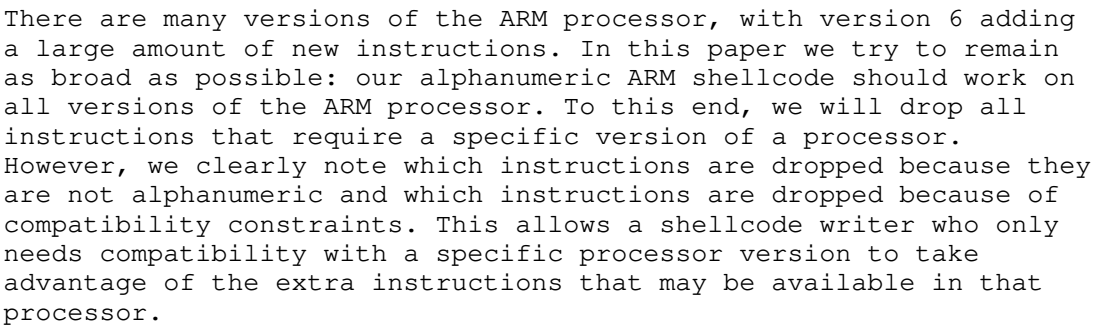 There are many versions of the ARM processor, with version 6 adding
a large amount of new instructions. In this paper we try to remain
as broad as possible: our alphanumeric ARM shellcode should work on
all versions of the ARM processor. To this end, we will drop all
instructions that require a specific version of a processor.
However, we clearly note which instructions are dropped because they
are not alphanumeric and which instructions are dropped because of
compatibility constraints. This allows a shellcode writer who only
needs compatibility with a specific processor version to take
advantage of the extra instructions that may be available in that
processor.